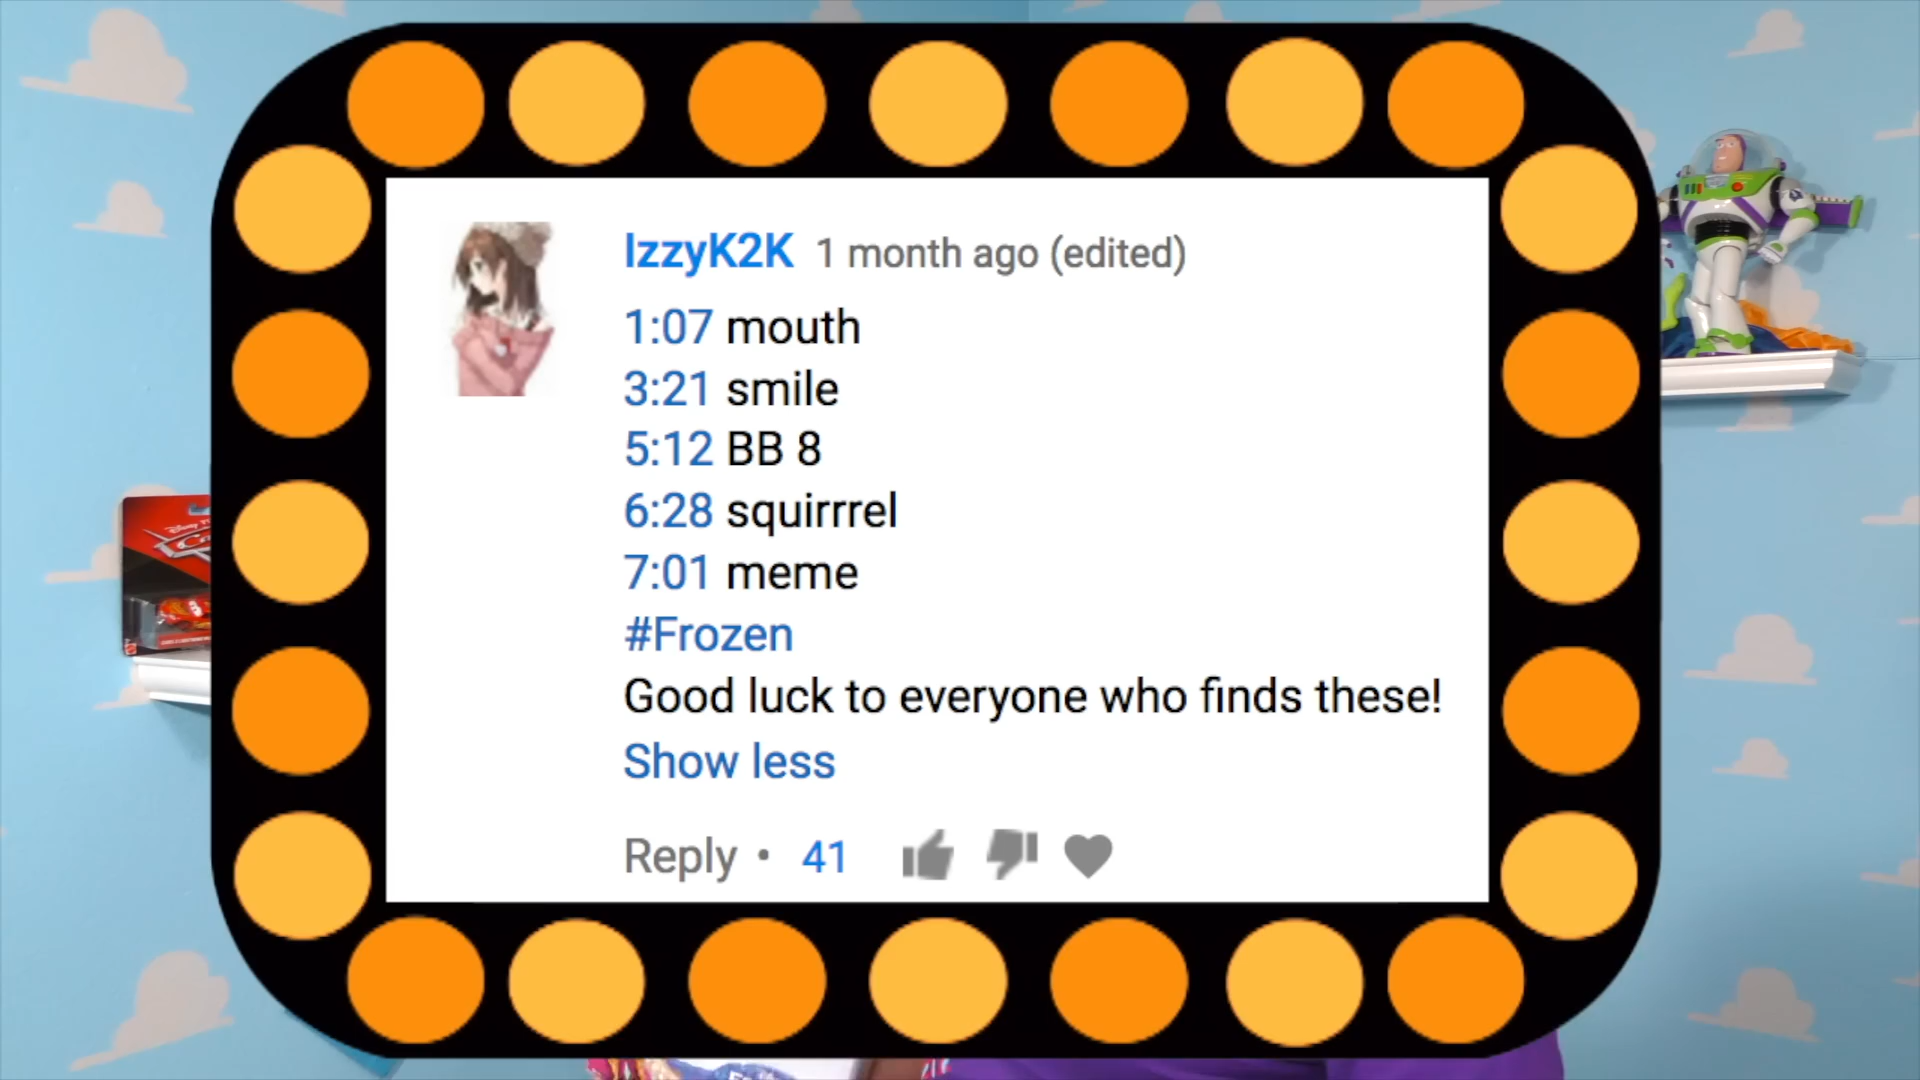 IzzyK2K 1 month ago (edited)
1:07 mouth
3:21 smile
5:12 BB 8
6:28 squirrrel
7:01 meme
#Frozen
Good luck to everyone who finds these!
Show less
Reply • 41